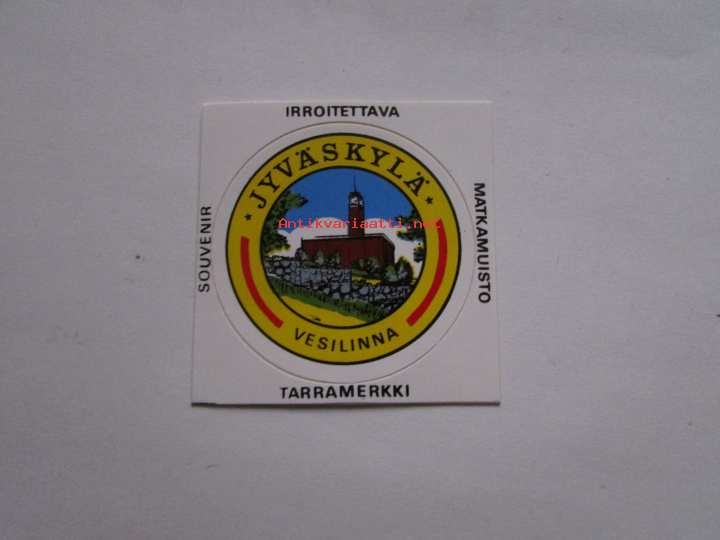 IRROITETTAVA
JYVÄSKYLÄ
SOUVENIR
MATKAMUISTO
Antikvariaatti.net
VESILINNA
TARRAMERKKI